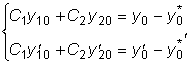 C₁y₁₀ + C₂y₂₀ = y₀ − y₀*
C₁y′₁₀ + C₂y′₂₀ = y′₀ − y₀*′,